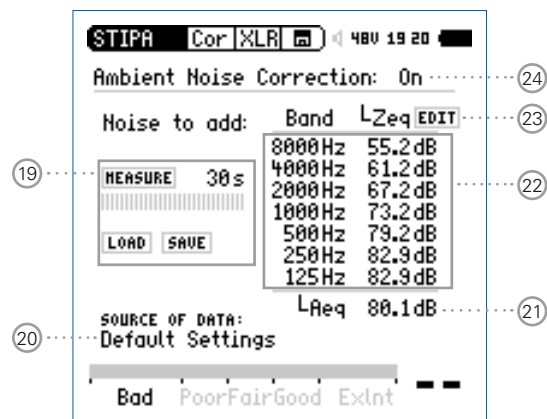 STIPA Cor XLR 48V 19 20
Ambient Noise Correction: On 24
Noise to add: Band LZeq EDIT 23
19 MEASURE 30s
8000Hz 55.2dB
4000Hz 61.2dB
2000Hz 67.2dB 22
1000Hz 73.2dB
500Hz 79.2dB
LOAD SAVE
250Hz 82.9dB
125Hz 82.9dB
LAeq 80.1dB 21
SOURCE OF DATA:
20 Default Settings
Bad Poor Fair Good Exlnt --